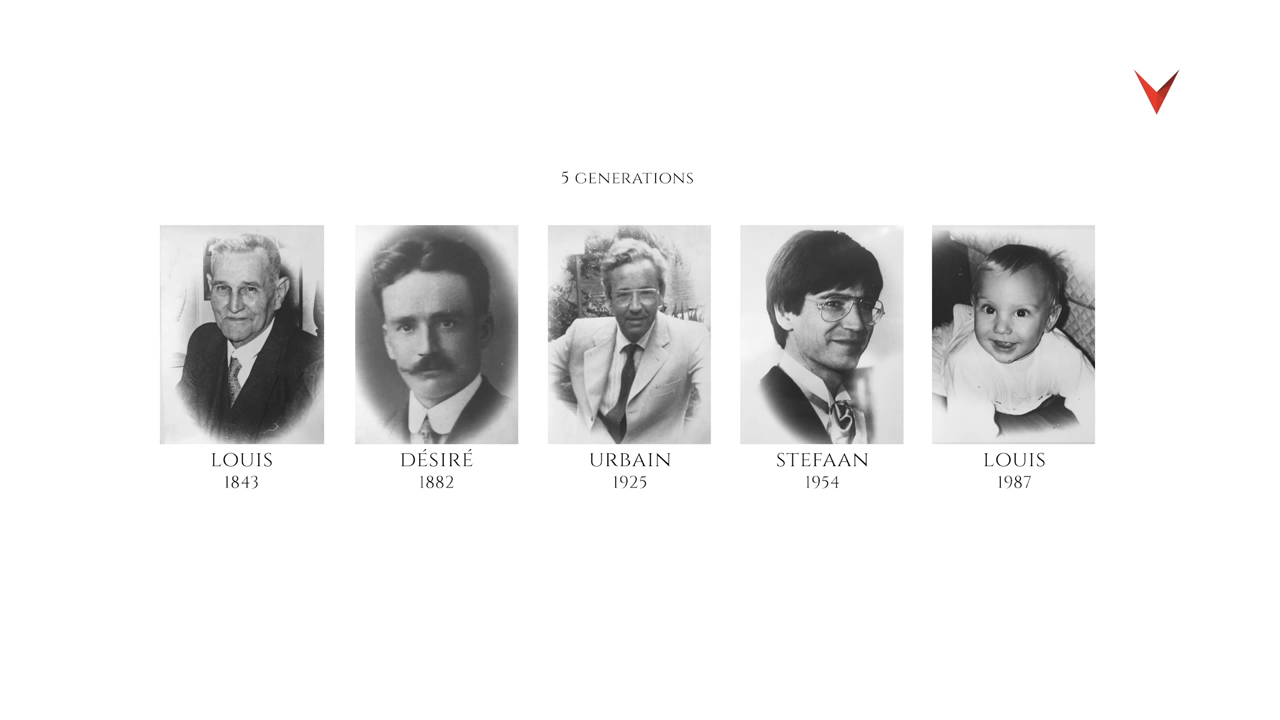 5 GENERATIONS
LOUIS
1843
DÉSIRÉ
1882
URBAIN
1925
STEFAAN
1954
LOUIS
1987